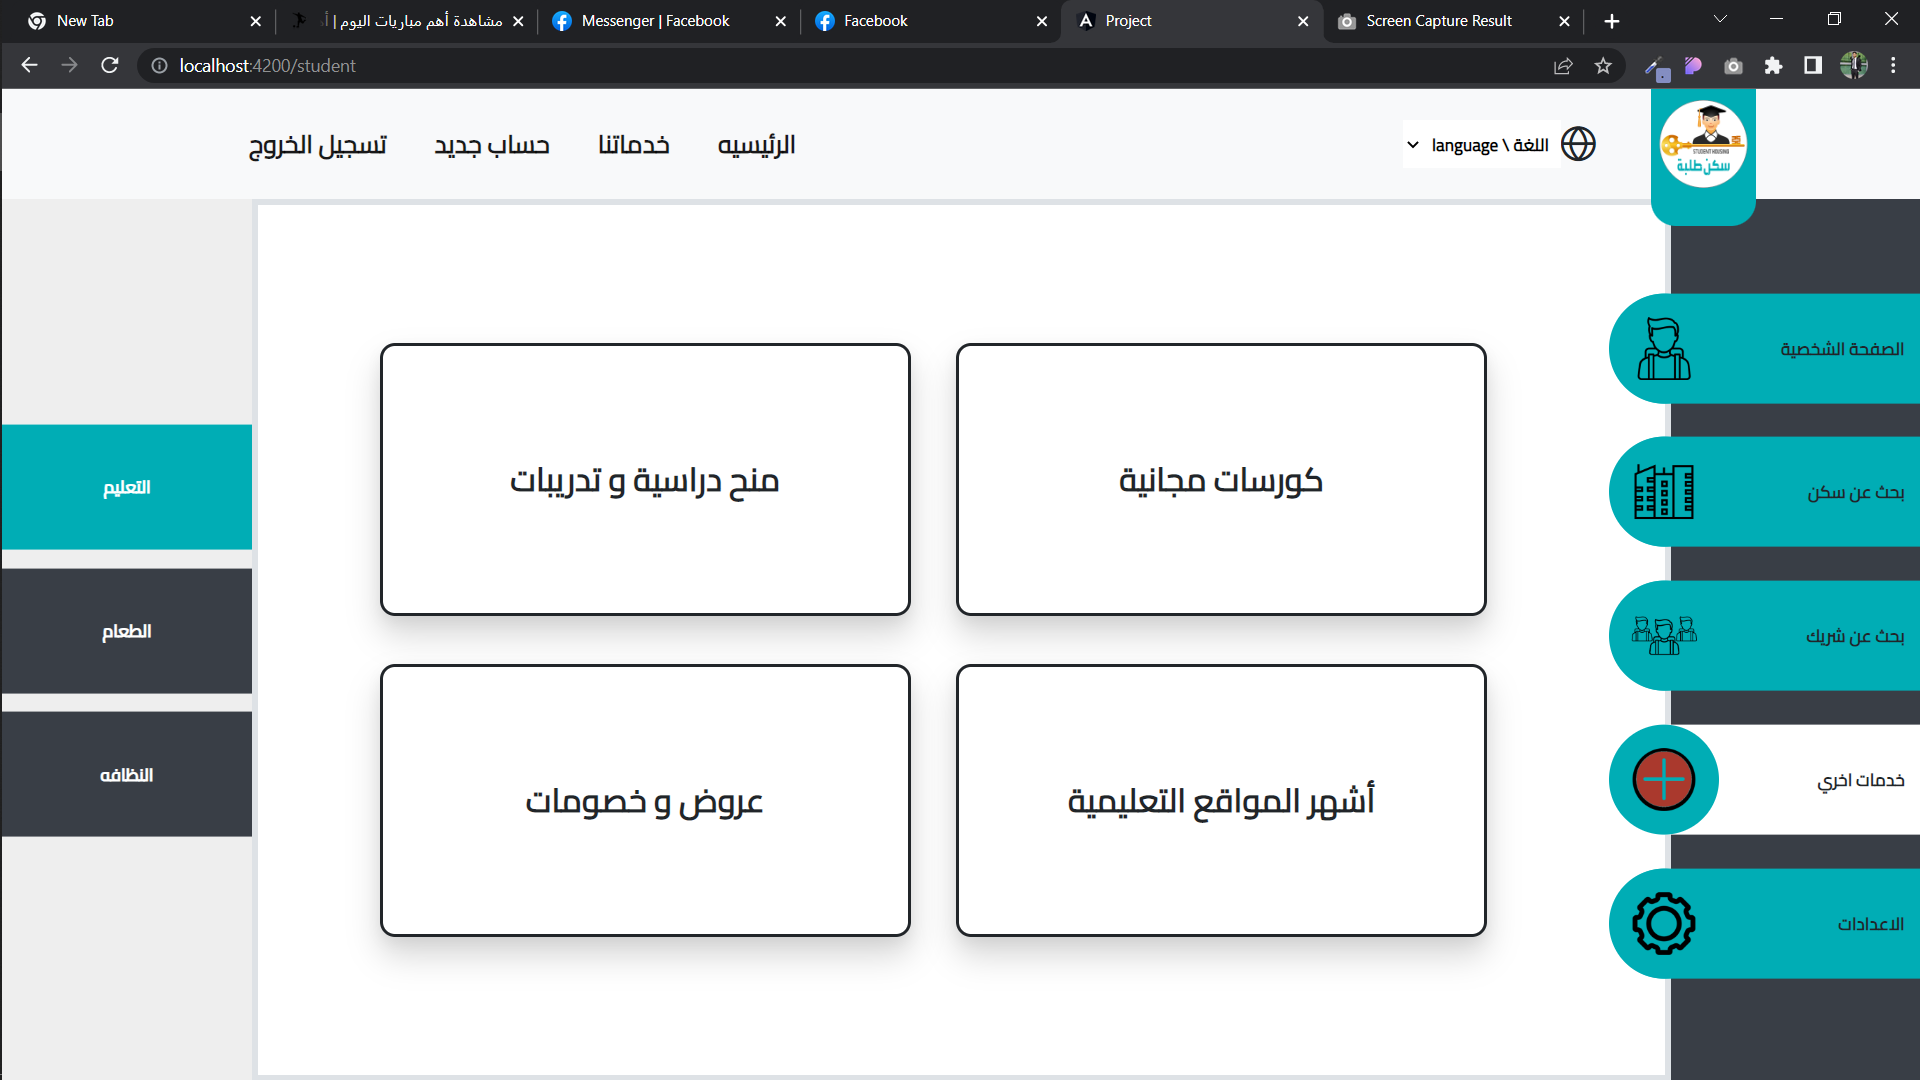 New Tab
مشاهدة أهم مباريات اليوم | أ
Messenger | Facebook
Facebook
Project
Screen Capture Result
localhost:4200/student
STUDENT HOUSING
سكن طلبة
اللغة \ language
الرئيسيه
خدماتنا
حساب جديد
تسجيل الخروج
الصفحة الشخصية
بحث عن سكن
بحث عن شريك
خدمات اخري
الاعدادات
كورسات مجانية
منح دراسية و تدريبات
أشهر المواقع التعليمية
عروض و خصومات
التعليم
الطعام
النظافه